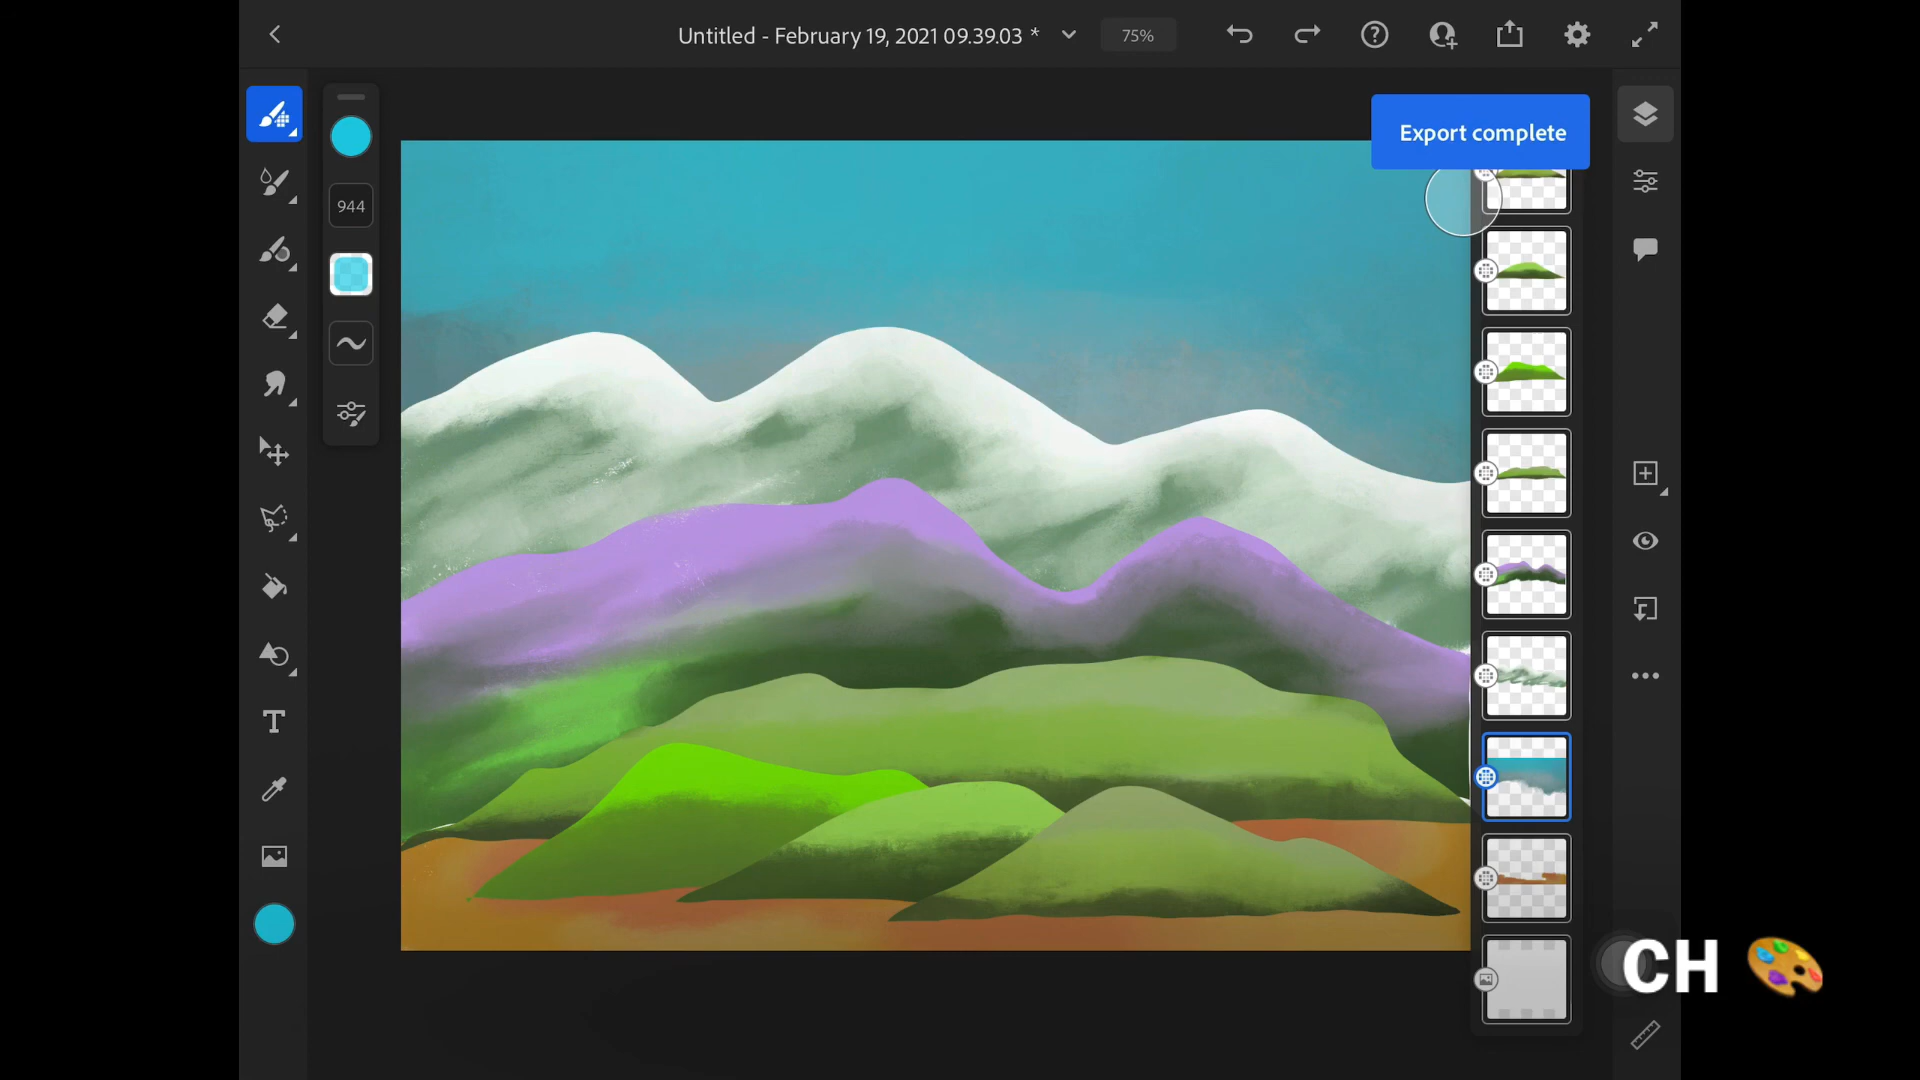 Untitled - February 19, 2021 09.39.03 *
75%
Export complete
944
CH